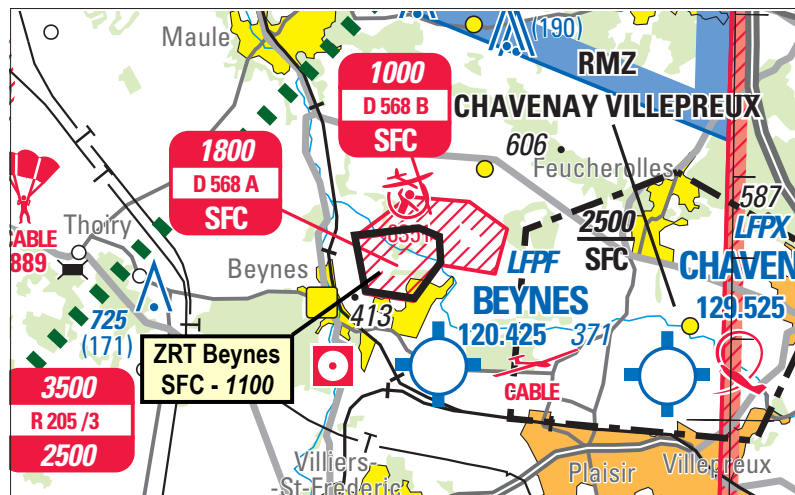 Maule
(190)
RMZ
1000
D 568 B
SFC
CHAVENAY VILLEPREUX
1800
D 568 A
SFC
606
Feucherolles
587
Thoiry
CABLE
889
2500
SFC
LFPX
CHAVEN
129.525
Beynes
LFPF
BEYNES
120.425
413
371
725
(171)
ZRT Beynes
SFC - 1100
CABLE
3500
R 205 /3
2500
Villiers-
-St-Frederic
Plaisir
Villepreux